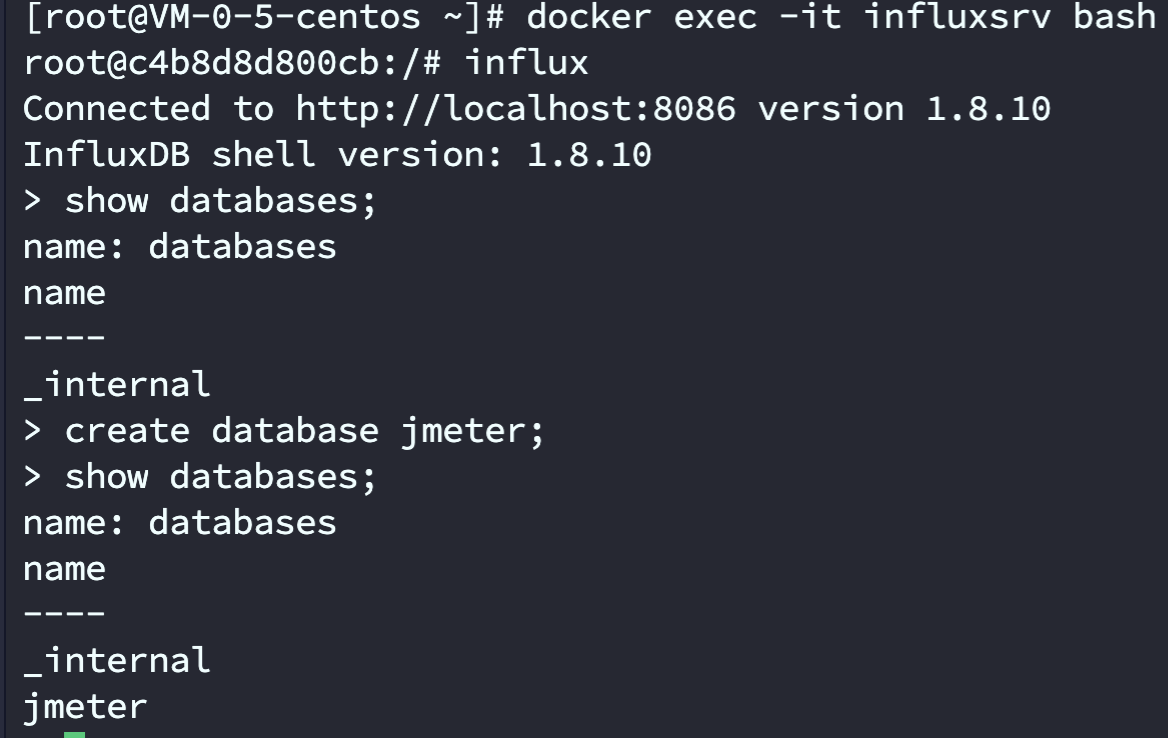 [root@VM-0-5-centos ~]# docker exec -it influxsrv bash
root@c4b8d8d800cb:/# influx
Connected to http://localhost:8086 version 1.8.10
InfluxDB shell version: 1.8.10
> show databases;
name: databases
name
----
_internal
> create database jmeter;
> show databases;
name: databases
name
----
_internal
jmeter